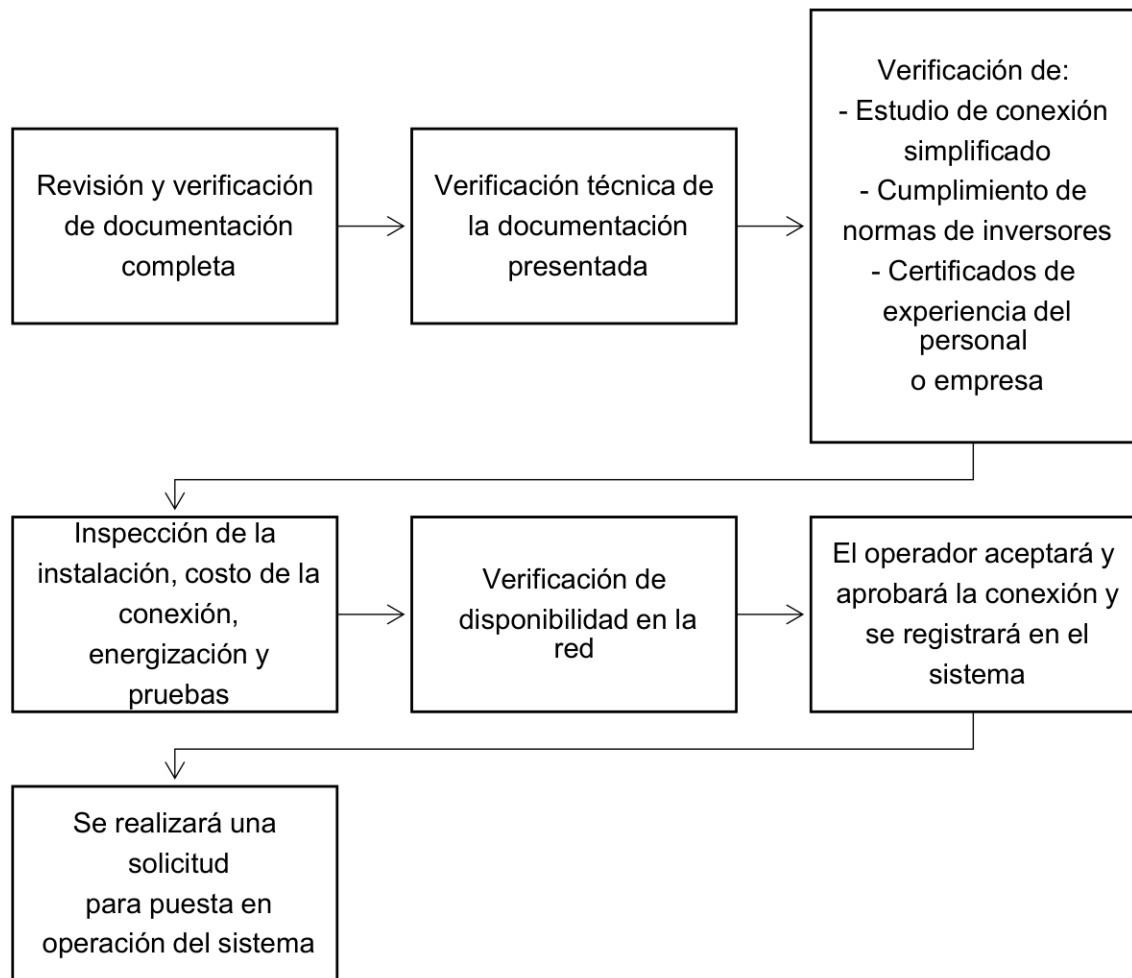 Revisión y verificación
de documentación
completa
Verificación técnica de
la documentación
presentada
Verificación de:
- Estudio de conexión
simplificado
- Cumplimiento de
normas de inversores
- Certificados de
experiencia del
personal
o empresa
Inspección de la
instalación, costo de la
conexión,
energización y
pruebas
Verificación de
disponibilidad en la
red
El operador aceptará y
aprobará la conexión y
se registrará en el
sistema
Se realizará una
solicitud
para puesta en
operación del sistema